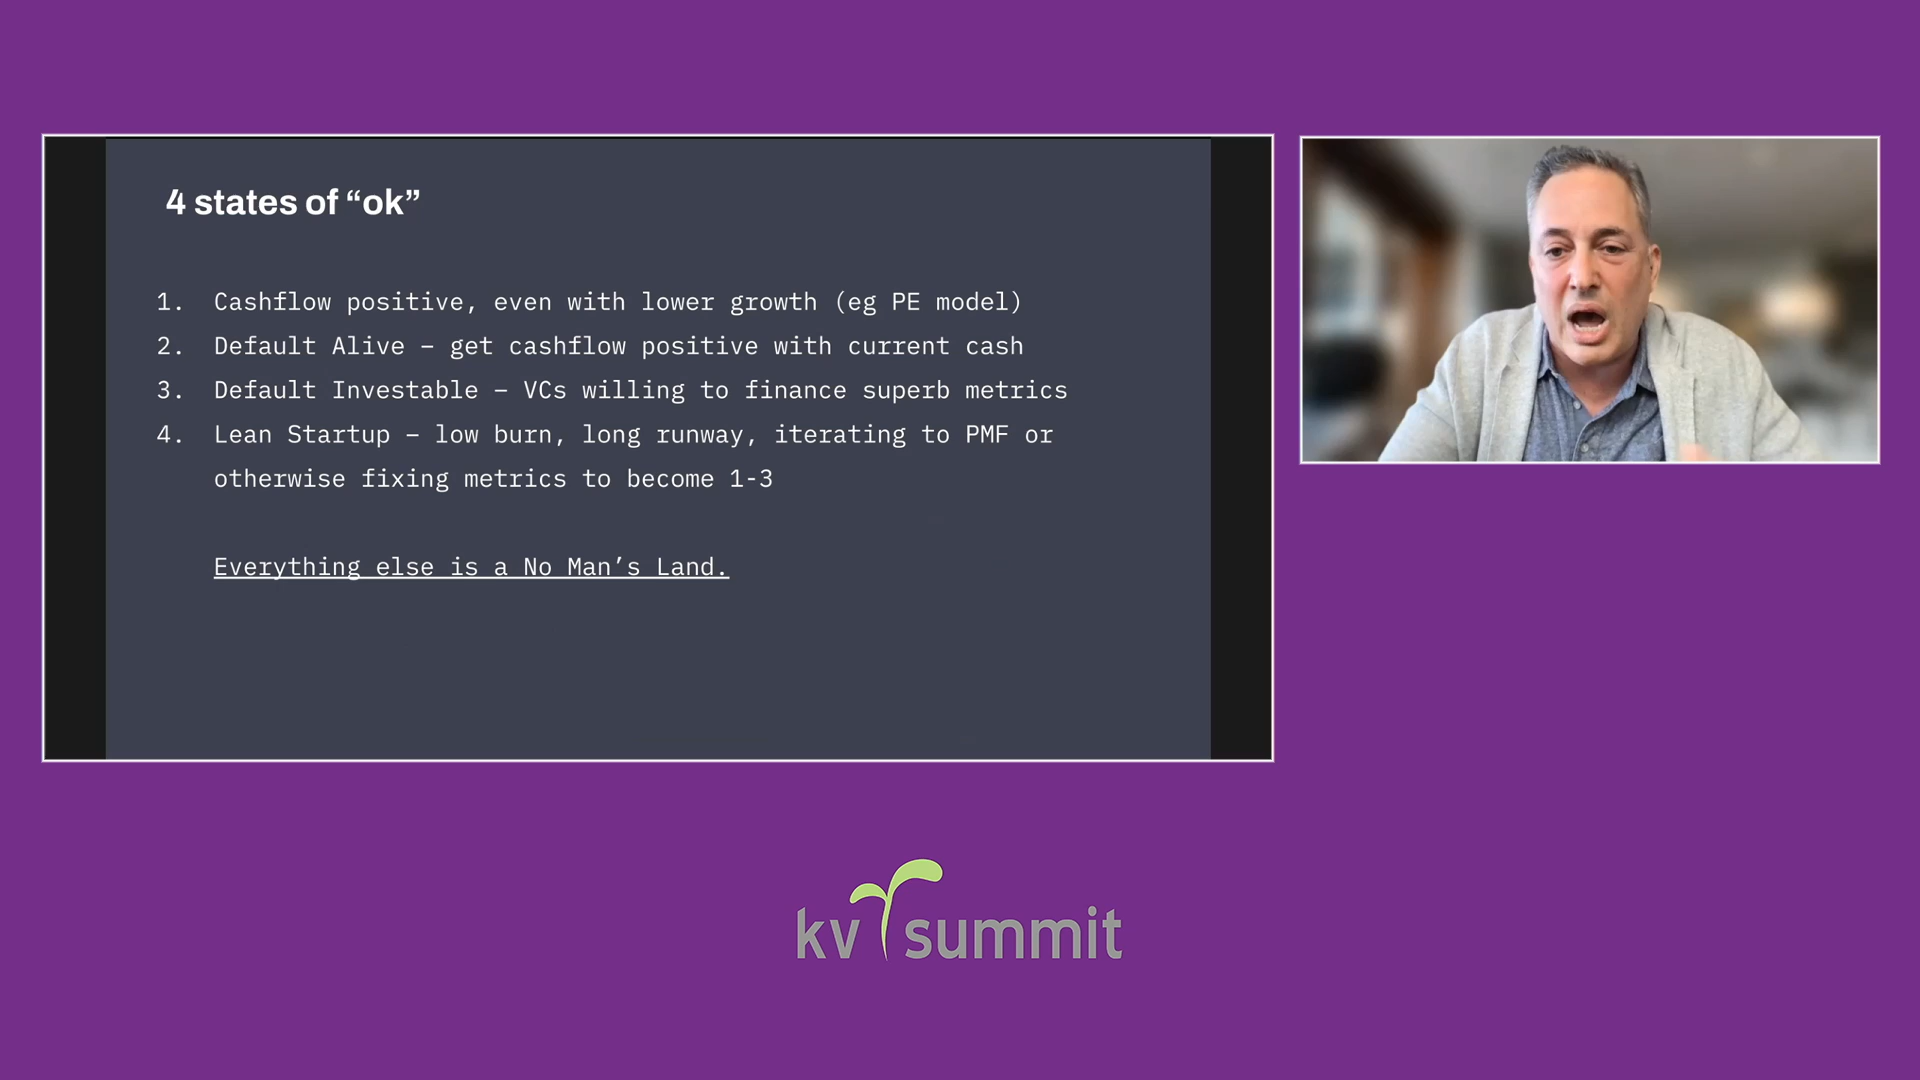 4 states of “ok”
1. Cashflow positive, even with lower growth (eg PE model)
2. Default Alive – get cashflow positive with current cash
3. Default Investable – VCs willing to finance superb metrics
4. Lean Startup – low burn, long runway, iterating to PMF or
otherwise fixing metrics to become 1-3
Everything else is a No Man’s Land.
kv summit